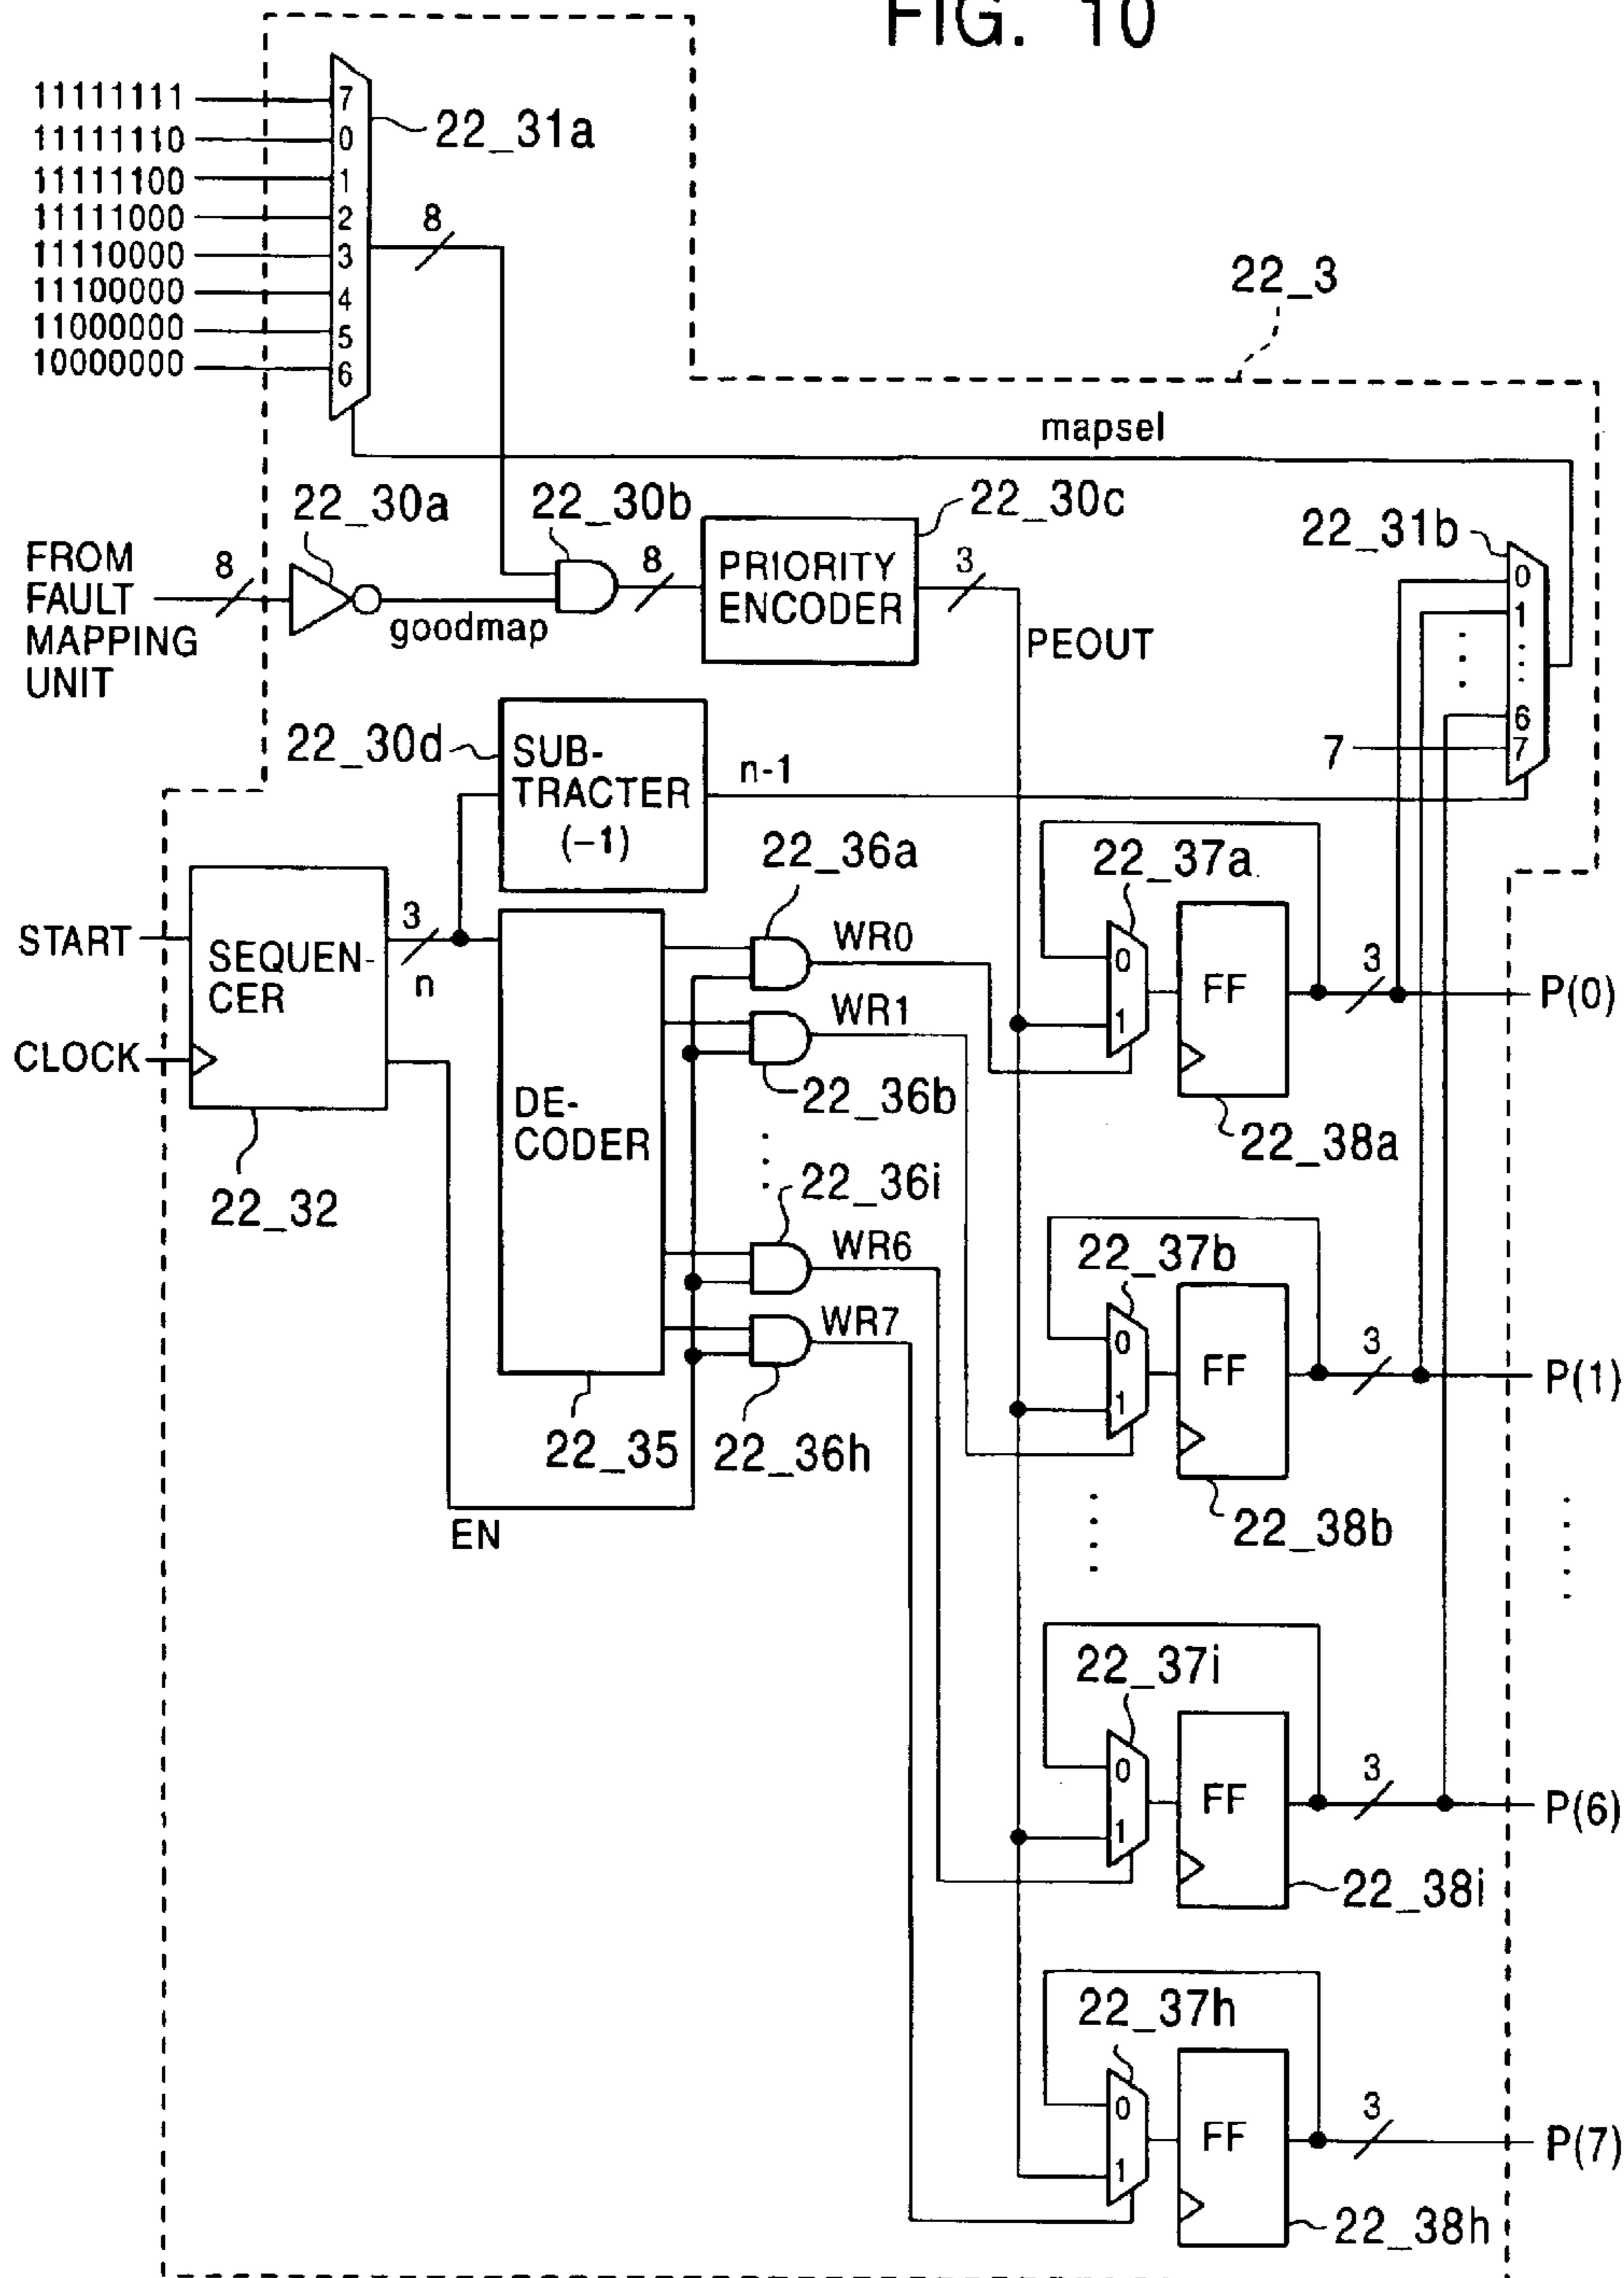 FIG. 10
11111111
11111110
11111100
11111000
11110000
11100000
11000000
10000000
7
0
1
2
3
4
5
6
22_31a
8
22_3
mapsel
22_30a
22_30b
22_30c
22_31b
FROM
FAULT
MAPPING
UNIT
8
goodmap
8
PRIORITY
ENCODER
3
PEOUT
0
1
6
7
7
22_30d
SUB-
TRACTER
(-1)
n-1
START
CLOCK
SEQUEN-
CER
22_32
3
n
EN
DE-
CODER
22_35
22_36a
WR0
WR1
22_36b
22_36i
WR6
WR7
22_36h
22_37a
0
1
FF
22_38a
3
P(0)
22_37b
0
1
FF
22_38b
3
P(1)
22_37i
0
1
FF
22_38i
3
P(6)
22_37h
0
1
FF
22_38h
3
P(7)